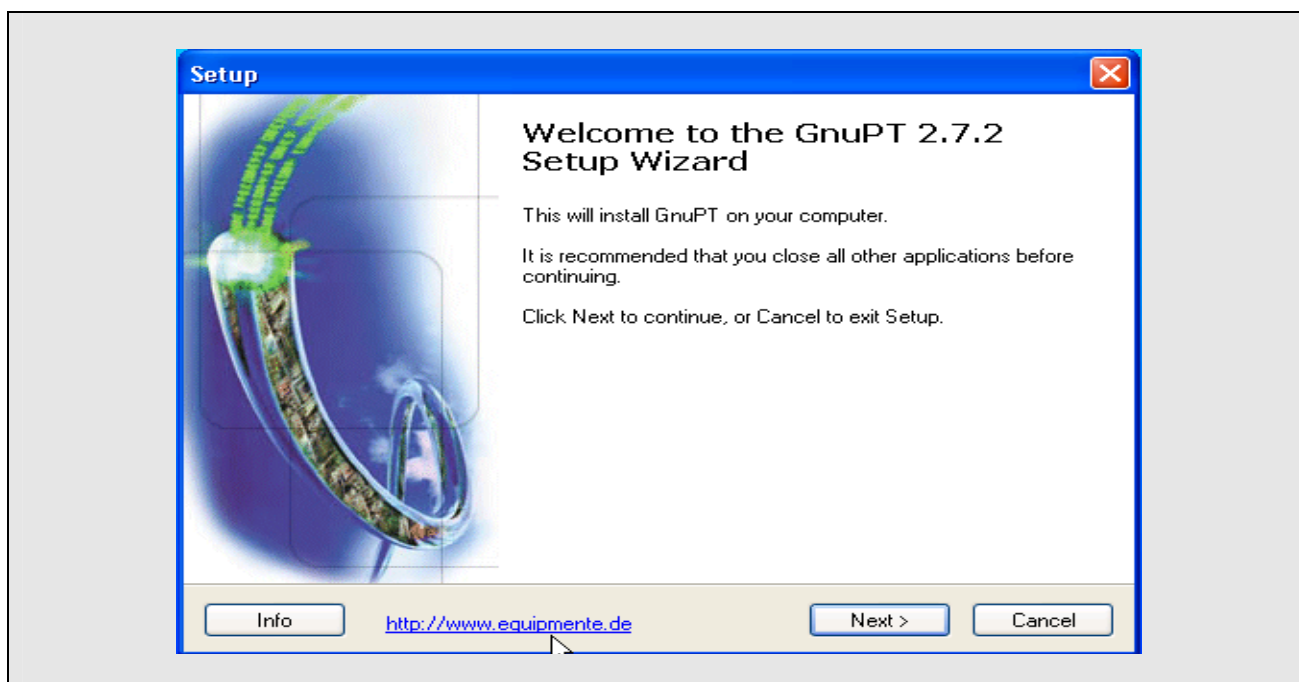 Setup
Welcome to the GnuPT 2.7.2
Setup Wizard
This will install GnuPT on your computer.
It is recommended that you close all other applications before
continuing.
Click Next to continue, or Cancel to exit Setup.
Info
http://www.equipmente.de
Next >
Cancel